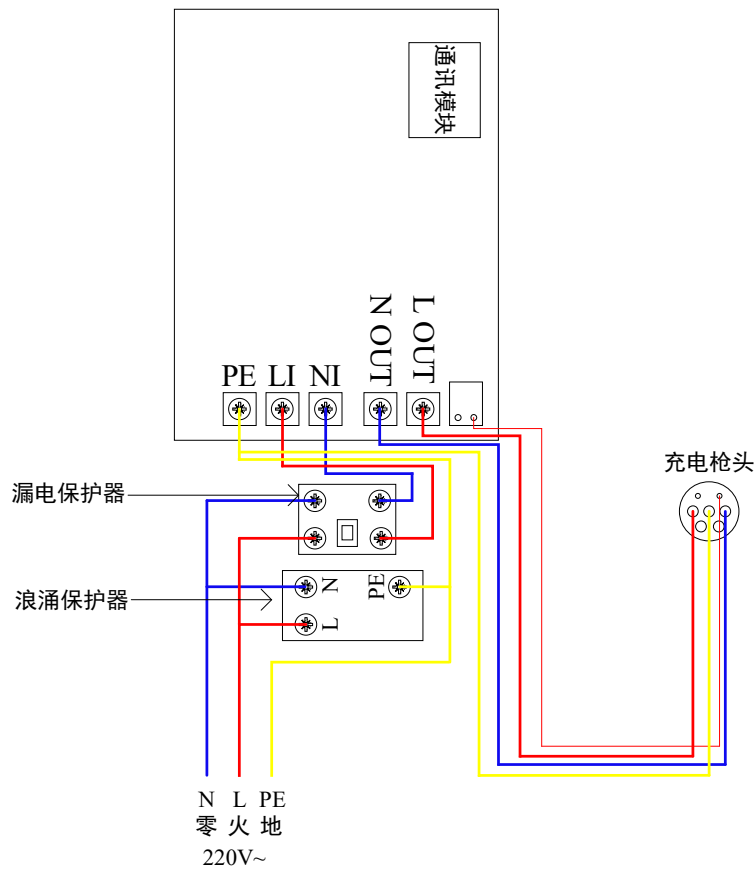 通讯模块
N OUT
L OUT
PE LI NI
充电枪头
漏电保护器
浪涌保护器
N
PE
L
N L PE
零 火 地
220V~